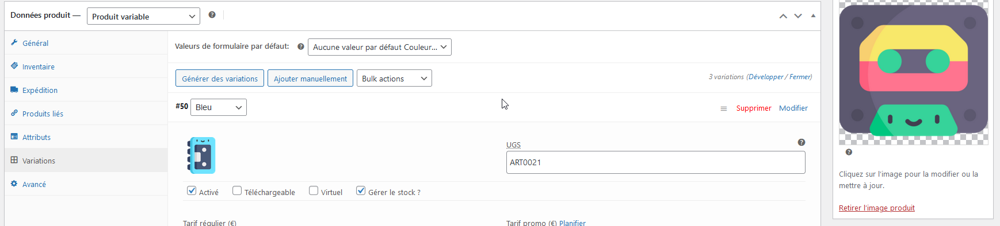 Données produit — Produit variable
Général
Inventaire
Expédition
Produits liés
Attributs
Variations
Avancé
Valeurs de formulaire par défaut: Aucune valeur par défaut Couleur...
Générer des variations Ajouter manuellement Bulk actions 3 variations (Développer / Fermer)
#50 Bleu Supprimer Modifier
UGS
ART0021
Activé Téléchargeable Virtuel Gérer le stock ?
Tarif régulier (€) Tarif promo (€) Planifier
Cliquez sur l'image pour la modifier ou la
mettre à jour.
Retirer l'image produit